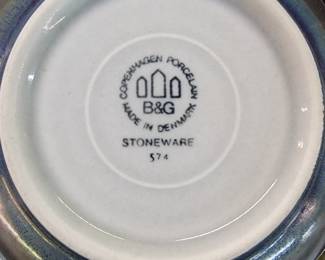 COPENHAGEN PORCELAIN
B&G
MADE IN DENMARK
STONEWARE
574